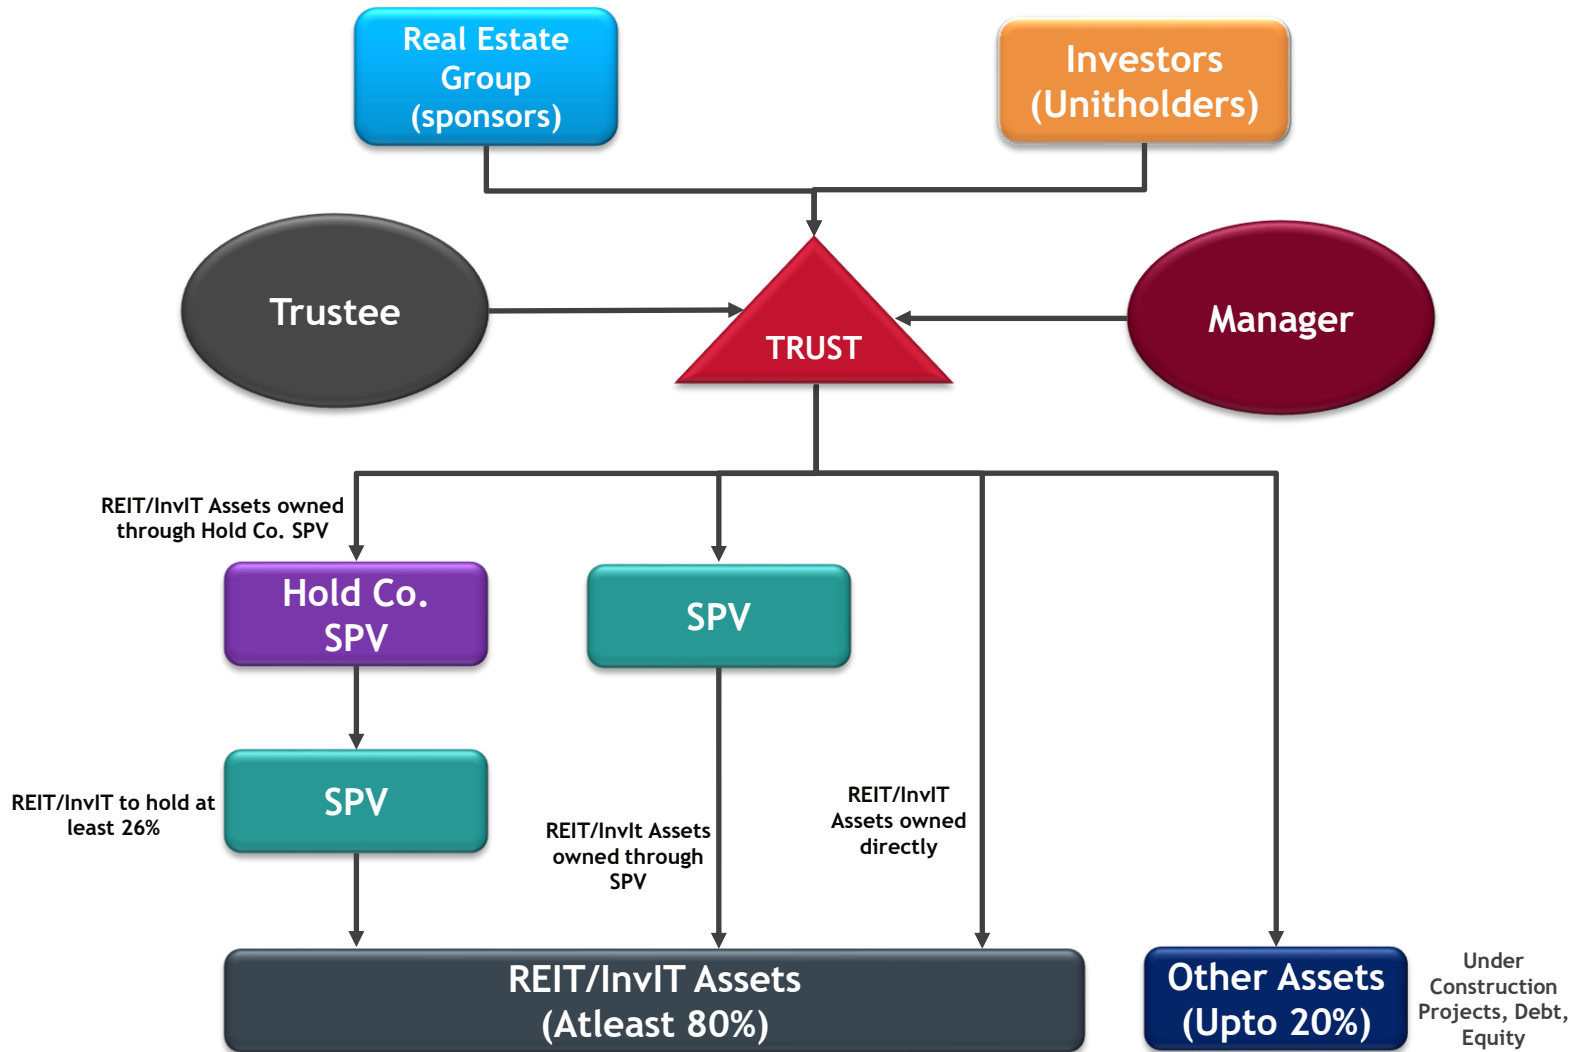 Real Estate
Group
(sponsors)
Investors
(Unitholders)
Trustee
TRUST
Manager
REIT/InvIT Assets owned
through Hold Co. SPV
Hold Co.
SPV
SPV
SPV
REIT/InvIT to hold at
least 26%
REIT/InvIt Assets
owned through
SPV
REIT/InvIT
Assets owned
directly
REIT/InvIT Assets
(Atleast 80%)
Other Assets
(Upto 20%)
Under
Construction
Projects, Debt,
Equity